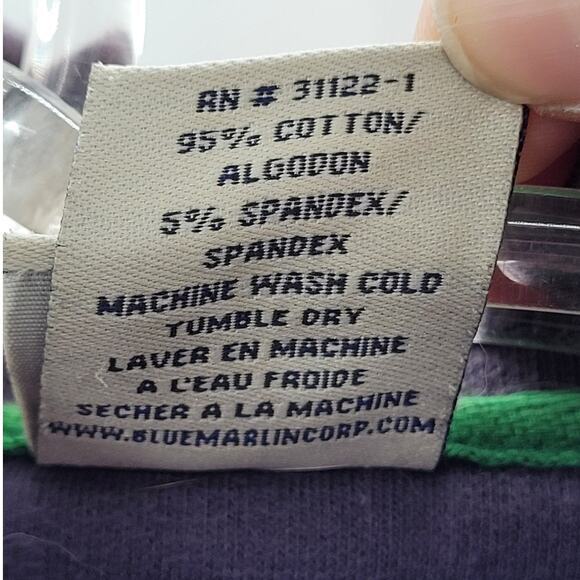 RN # 31122-1
95% COTTON/
ALGODON
5% SPANDEX/
SPANDEX
MACHINE WASH COLD
TUMBLE DRY
LAVER EN MACHINE
A L'EAU FROIDE
SECHER A LA MACHINE
WWW.BLUEMARLINCORP.COM